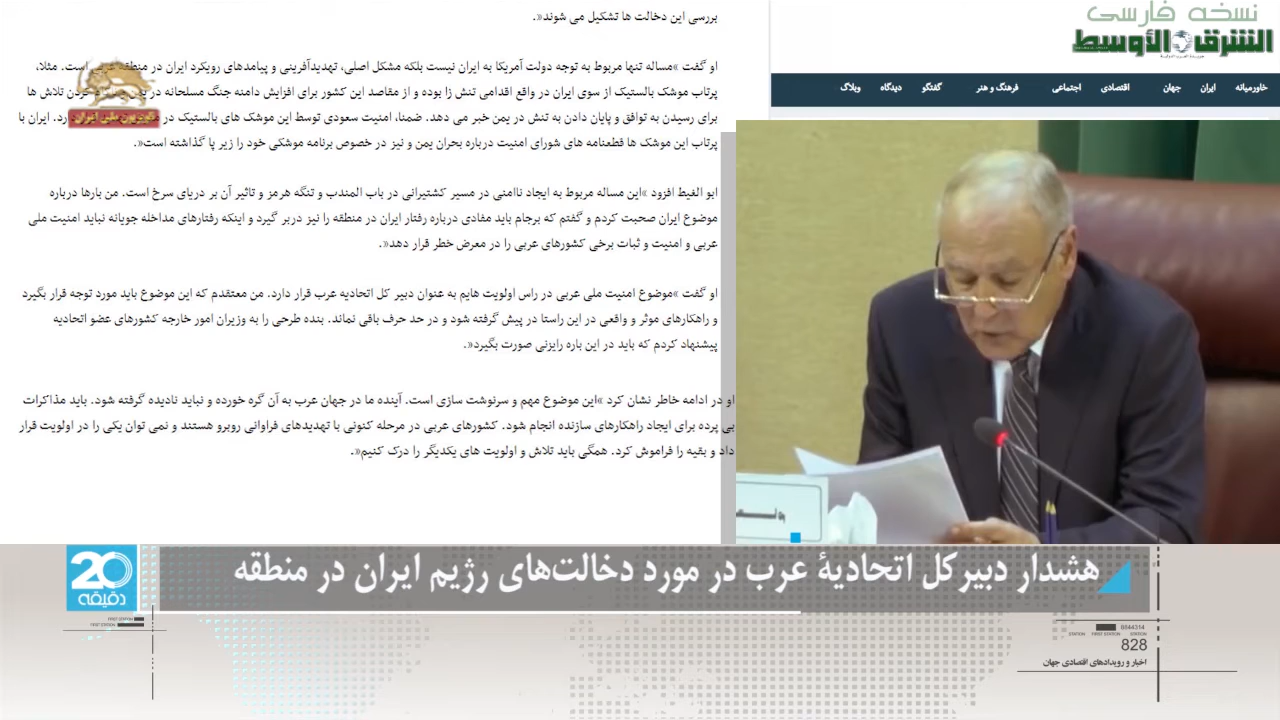 نسخه فارسی
الشرق الأوسط
خاورمیانه ایران جهان اقتصادی اجتماعی فرهنگ و هنر گفتگو دیدگاه وبلاگ
بررسی این دخالت ها تشکیل می شوند«.
او گفت »مساله تنها مربوط به توجه دولت آمریکا به ایران نیست بلکه مشکل اصلی، تهدیدآفرینی و پیامدهای رویکرد ایران در منطقه است. مثلا،
پرتاب موشک بالستیک از سوی ایران در واقع اقدامی تنش زا بوده و از مقاصد این کشور برای افزایش دامنه جنگ مسلحانه در تلاش ها
برای رسیدن به توافق و پایان دادن به تنش در یمن خبر می دهد. ضمنا، امنیت سعودی توسط این موشک های بالستیک در ایران با
پرتاب این موشک ها قطعنامه های شورای امنیت درباره بحران یمن و نیز در خصوص برنامه موشکی خود را زیر پا گذاشته است«.
ابو الغیط افزود »این مساله مربوط به ایجاد ناامنی در مسیر کشتیرانی در باب المندب و تنگه هرمز و تاثیر آن بر دریای سرخ است. من بارها درباره
موضوع ایران صحبت کردم و گفتم که برجام باید مفادی درباره رفتار ایران در منطقه را نیز دربر گیرد و اینکه رفتارهای مداخله جویانه نباید امنیت ملی
عربی و امنیت و ثبات برخی کشورهای عربی را در معرض خطر قرار دهد«.
او گفت »موضوع امنیت ملی عربی در راس اولویت هایم به عنوان دبیر کل اتحادیه عرب قرار دارد. من معتقدم که این موضوع باید مورد توجه قرار بگیرد
و راهکارهای موثر و واقعی در این راستا در پیش گرفته شود و در حد حرف باقی نماند. بنده طرحی را به وزیران امور خارجه کشورهای عضو اتحادیه
پیشنهاد کردم که باید در این باره رایزنی صورت بگیرد«.
او در ادامه خاطر نشان کرد »این موضوع مهم و سرنوشت سازی است. آینده ما در جهان عرب به آن گره خورده و نباید نادیده گرفته شود. باید مذاکرات
بی پرده برای ایجاد راهکارهای سازنده انجام شود. کشورهای عربی در مرحله کنونی با تهدیدهای فراوانی روبرو هستند و نمی توان یکی را در اولویت قرار
داد و بقیه را فراموش کرد. همگی باید تلاش و اولویت های یکدیگر را درک کنیم«.
هشدار دبیرکل اتحادیهٔ عرب در مورد دخالت‌های رژیم ایران در منطقه
20
دقیقه
FIRST EDITION
FIRST EDITION
8844314
STATION FIRST EDITION STATION
828
اخبار و رویدادهای اقتصادی جهان